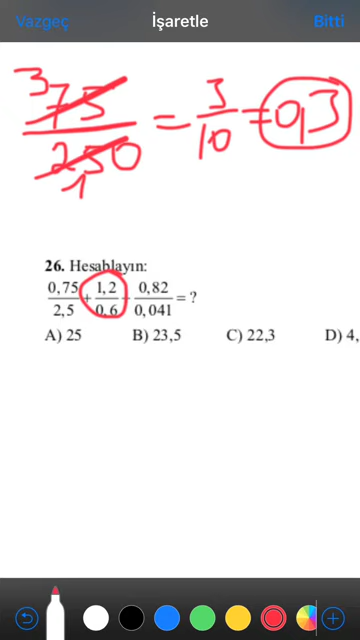 Vazgeç İşaretle Bitti
3
75/250 = 3/10 = 0,3
1
26. Hesablayın:
0,75/2,5 + 1,2/0,6 + 0,82/0,041 = ?
A) 25 B) 23,5 C) 22,3 D) 4,